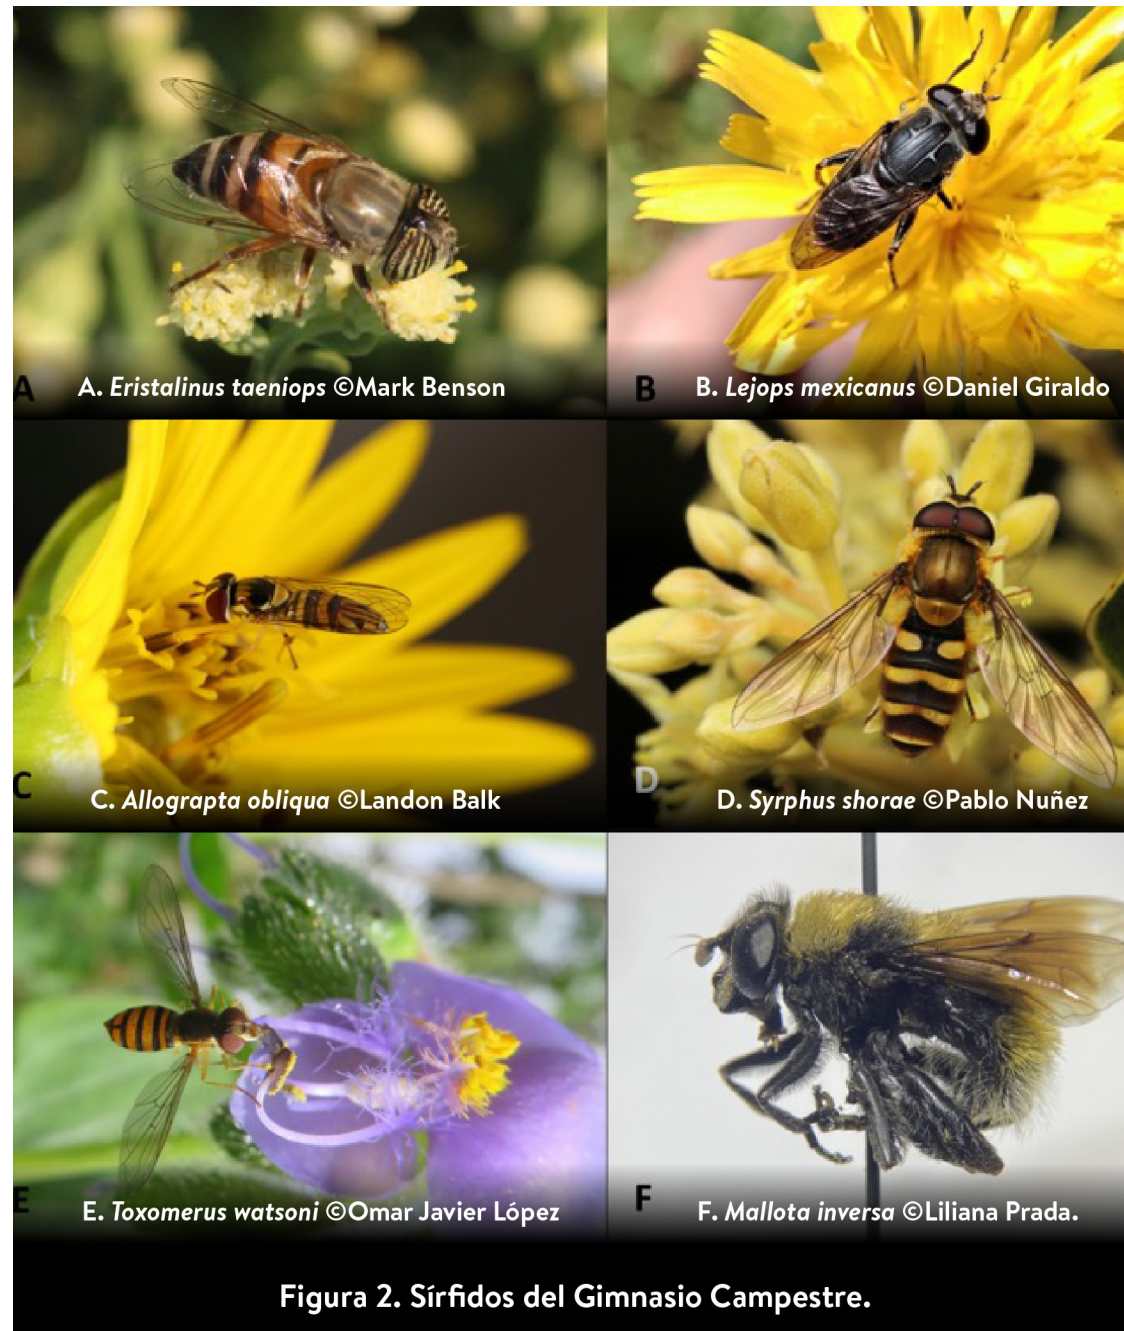 A
A. Eristalinus taeniops ©Mark Benson
B
B. Lejops mexicanus ©Daniel Giraldo
C
C. Allograpta obliqua ©Landon Balk
D
D. Syrphus shorae ©Pablo Nuñez
E
E. Toxomerus watsoni ©Omar Javier López
F
F. Mallota inversa ©Liliana Prada.
Figura 2. Sírfidos del Gimnasio Campestre.